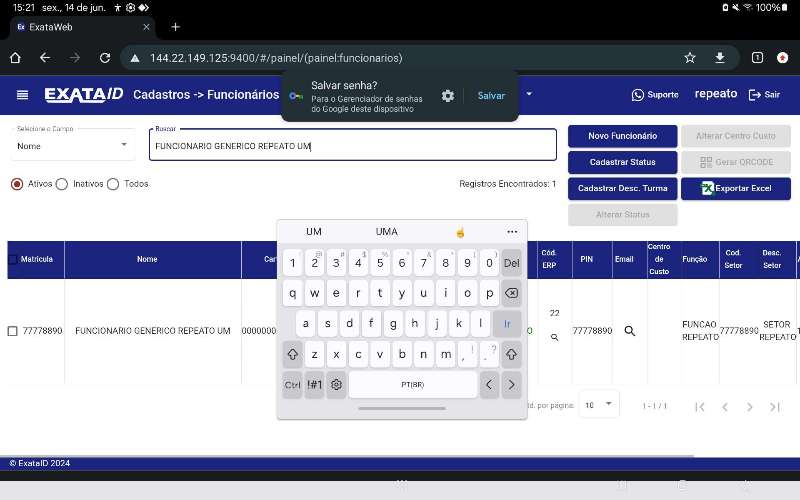 15:21 sex., 14 de jun.
100%
Ex ExataWeb
144.22.149.125:9400/#/painel/(painel:funcionarios)
1
Salvar senha?
Para o Gerenciador de senhas
do Google deste dispositivo
Salvar
EXATAID
Cadastros -> Funcionários
Suporte
repeato
Sair
Selecione o Campo
Nome
Buscar
FUNCIONARIO GENERICO REPEATO UM
Novo Funcionário
Alterar Centro Custo
Cadastrar Status
Gerar QRCODE
Cadastrar Desc. Turma
Exportar Excel
Alterar Status
Ativos
Inativos
Todos
Registros Encontrados: 1
Matricula
Nome
Cód. ERP
PIN
Email
Centro de Custo
Função
Cod. Setor
Desc. Setor
77778890
FUNCIONARIO GENERICO REPEATO UM
0000000
22
77778890
FUNCAO REPEATO
77778890
SETOR REPEATO
UM UMA
1 2 3 4 5 6 7 8 9 0 Del
q w e r t y u i o p
a s d f g h j k l Ir
z x c v b n m , .
Ctrl !#1 PT(BR) < >
por página: 10
1 - 1 / 1
© ExataID 2024